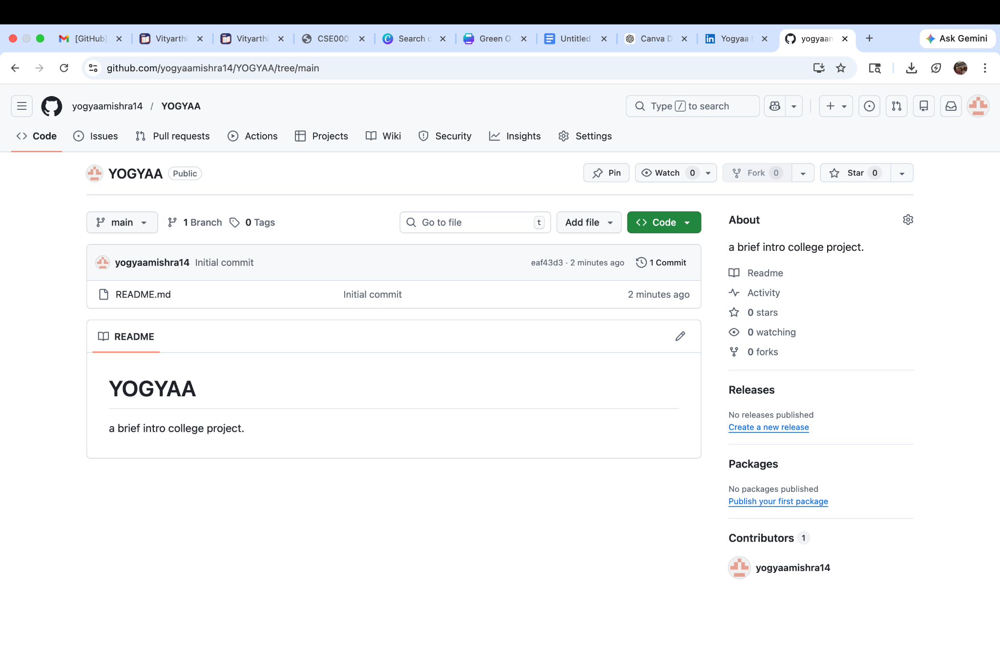 [GitHub] Vityarthi Vityarthi CSE000 Search Green O Untitled Canva D Yogyaa yogyaam Ask Gemini
github.com/yogyaamishra14/YOGYAA/tree/main
yogyaamishra14 / YOGYAA Type / to search
Code Issues Pull requests Actions Projects Wiki Security Insights Settings
YOGYAA Public Pin Watch 0 Fork 0 Star 0
main 1 Branch 0 Tags Go to file t Add file Code
yogyaamishra14 Initial commit eaf43d3 · 2 minutes ago 1 Commit
README.md Initial commit 2 minutes ago
README
YOGYAA
a brief intro college project.
About
a brief intro college project.
Readme
Activity
0 stars
0 watching
0 forks
Releases
No releases published
Create a new release
Packages
No packages published
Publish your first package
Contributors 1
yogyaamishra14